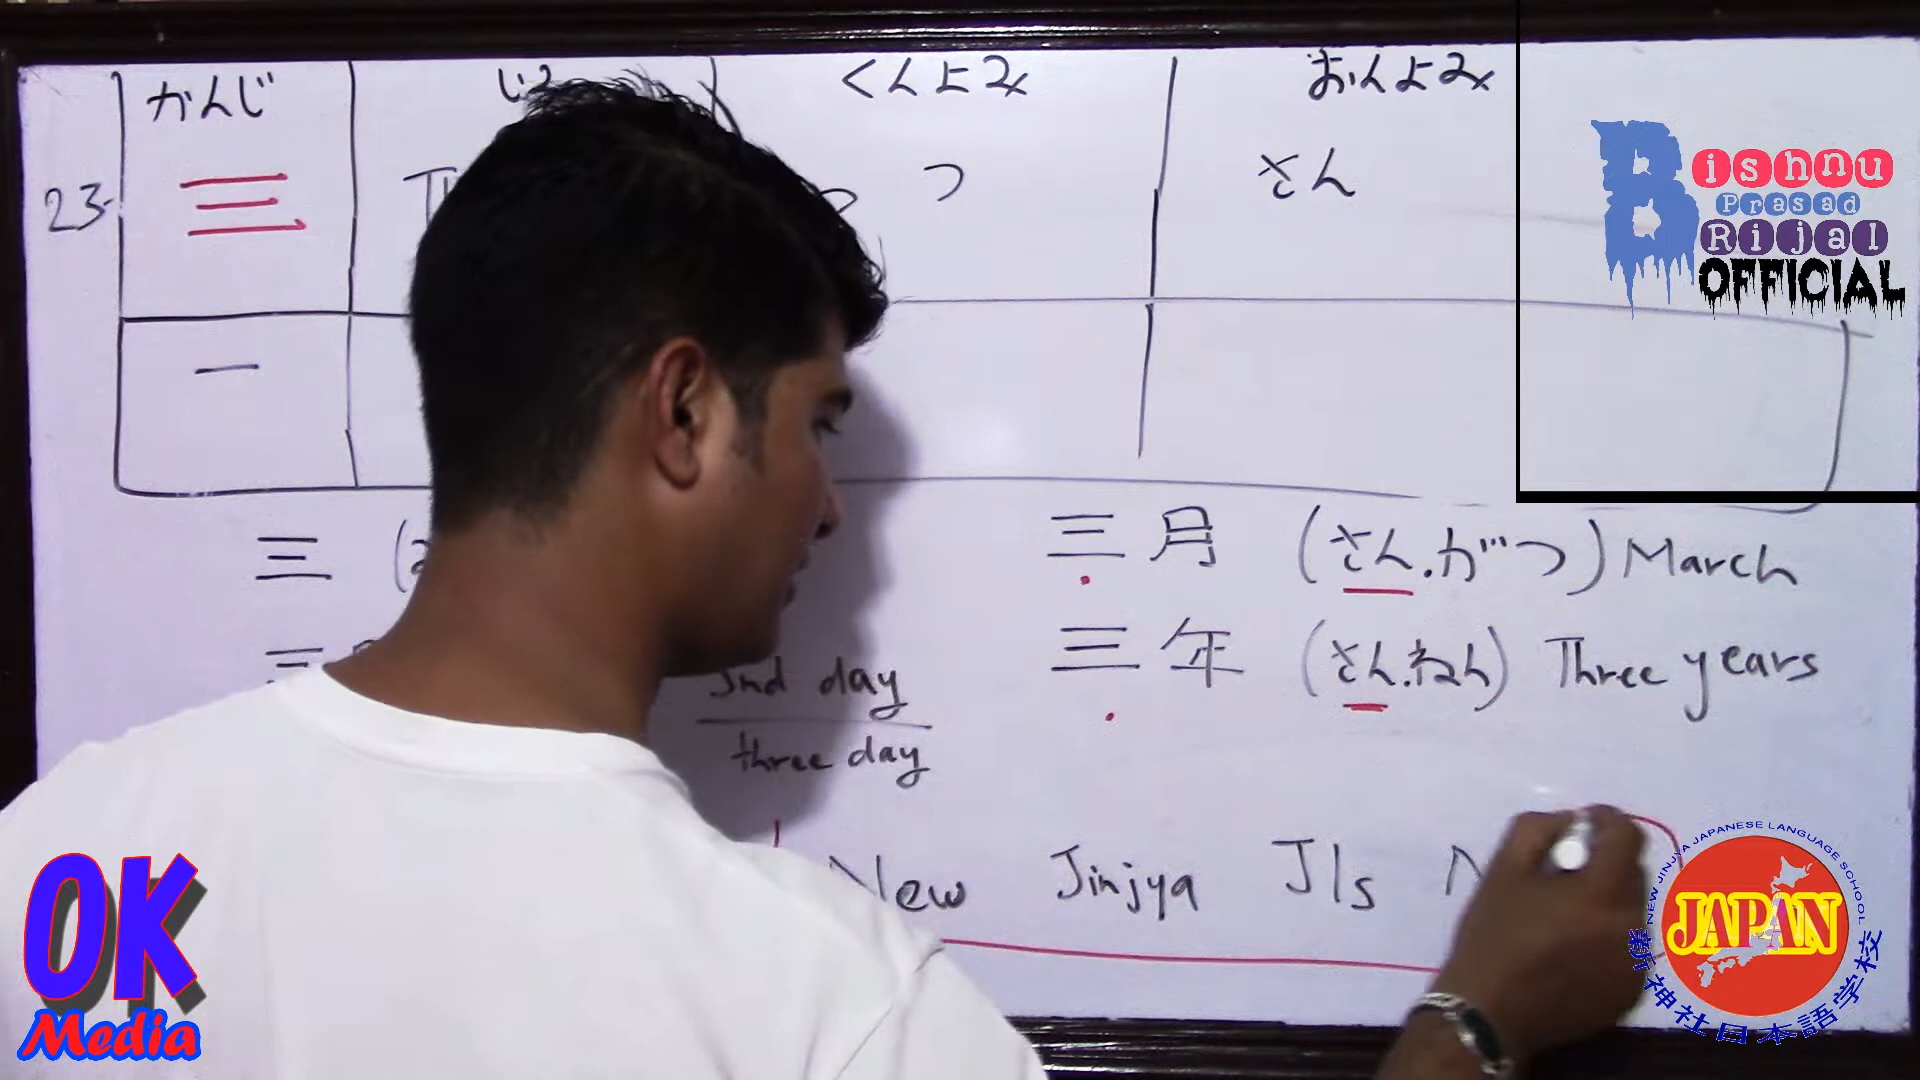 かんじ くんよみ おんよみ
23- 三 つ さん
一
三 三月 (さん.がつ) March
三年 (さん.ねん) Three years
3nd day
three day
New Jinjya Jls
Bishnu
Prasad
Rijal
OFFICIAL
OK
Media
NEW JINJYA JAPANESE LANGUAGE SCHOOL
JAPAN
新神社日本語学校